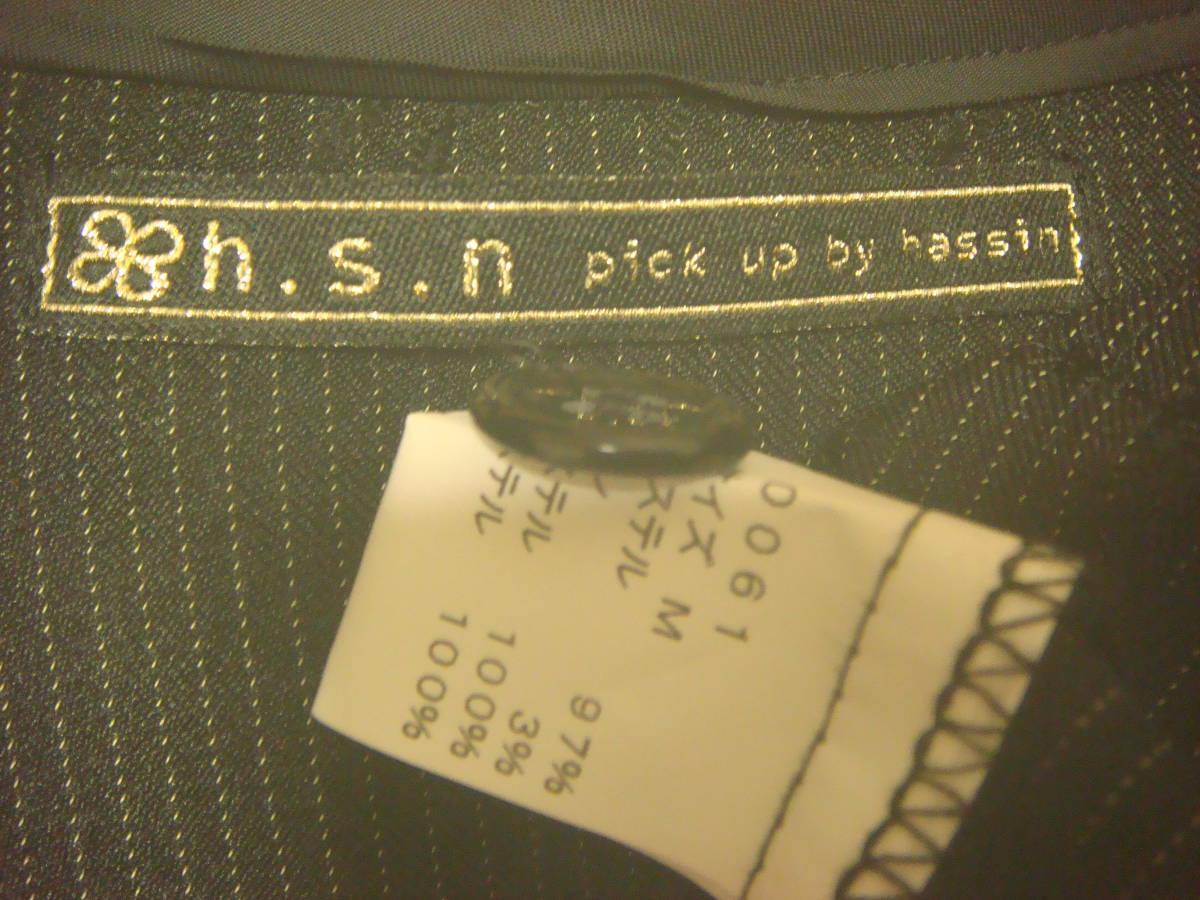 h.s.n pick up by hassin
0061
イズ M
ステル 97%
3%
テル 100%
テル 100%